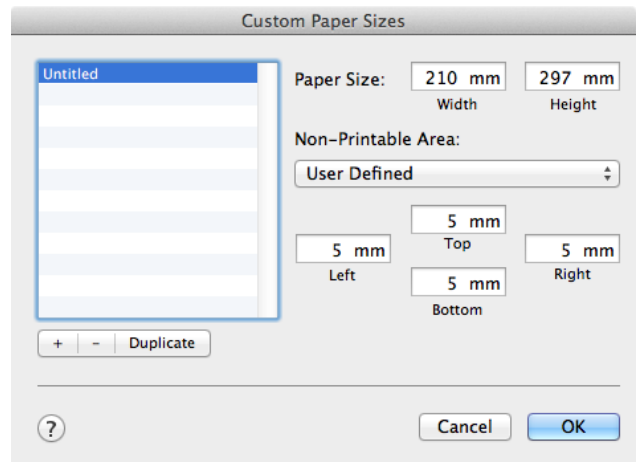 Custom Paper Sizes
Untitled
Paper Size: 210 mm 297 mm
Width Height
Non-Printable Area:
User Defined
5 mm
Top
5 mm 5 mm
Left Right
5 mm
Bottom
+ - Duplicate
? Cancel OK